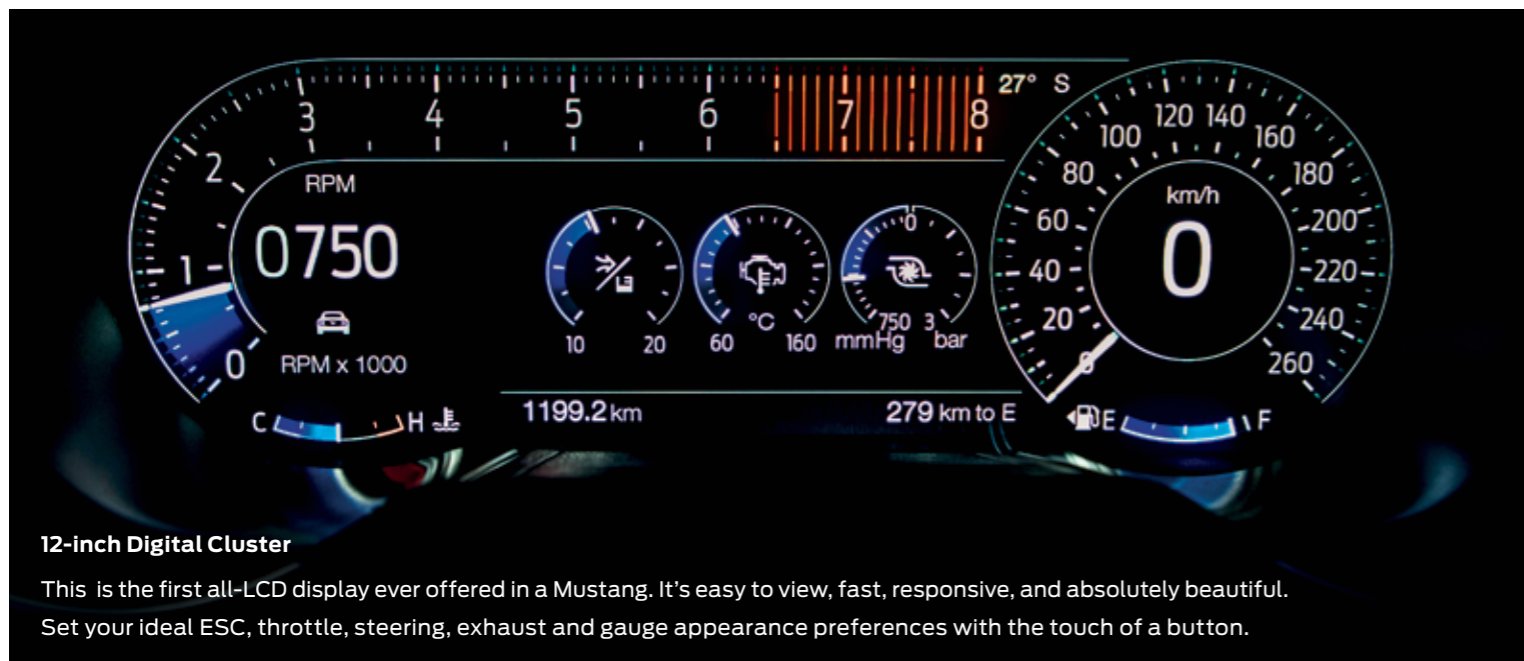 3 4 5 6 7 8 27° S
2
1
0
RPM
0750
RPM x 1000
C H
10 20
60 °C 160
0
750 3
mmHg bar
1199.2 km 279 km to E
0 20 40 60 80 100 120 140 160 180 200 220 240 260
km/h
0
E F
12-inch Digital Cluster
This is the first all-LCD display ever offered in a Mustang. It’s easy to view, fast, responsive, and absolutely beautiful.
Set your ideal ESC, throttle, steering, exhaust and gauge appearance preferences with the touch of a button.